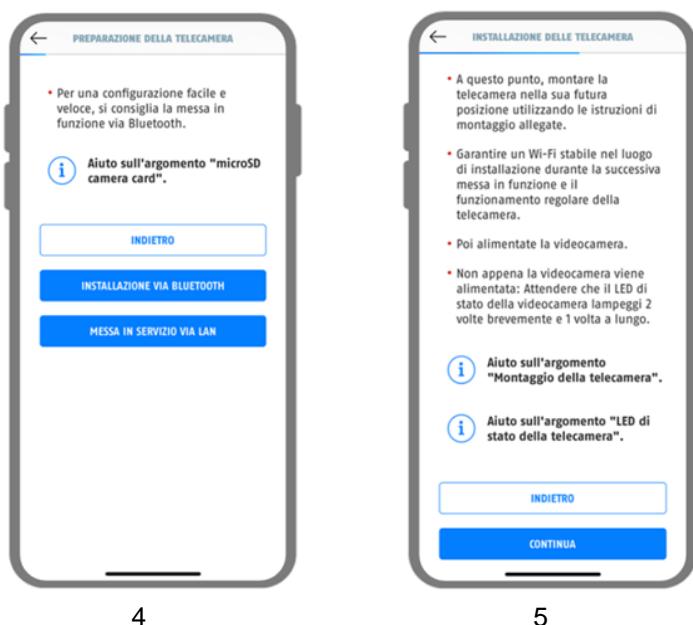 PREPARAZIONE DELLA TELECAMERA
• Per una configurazione facile e
veloce, si consiglia la messa in
funzione via Bluetooth.
i
Aiuto sull'argomento "microSD
camera card".
INDIETRO
INSTALLAZIONE VIA BLUETOOTH
MESSA IN SERVIZIO VIA LAN
4
INSTALLAZIONE DELLE TELECAMERA
• A questo punto, montare la
telecamera nella sua futura
posizione utilizzando le istruzioni di
montaggio allegate.
• Garantire un Wi-Fi stabile nel luogo
di installazione durante la successiva
messa in funzione e il
funzionamento regolare della
telecamera.
• Poi alimentate la videocamera.
• Non appena la videocamera viene
alimentata: Attendere che il LED di
stato della videocamera lampeggi 2
volte brevemente e 1 volta a lungo.
i
Aiuto sull'argomento
"Montaggio della telecamera".
i
Aiuto sull'argomento "LED di
stato della telecamera".
INDIETRO
CONTINUA
5